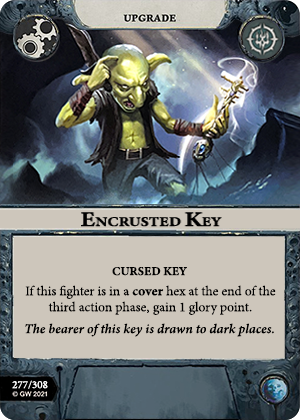 UPGRADE
ENCRUSTED KEY
CURSED KEY
If this fighter is in a cover hex at the end of the
third action phase, gain 1 glory point.
The bearer of this key is drawn to dark places.
277/308
© GW 2021